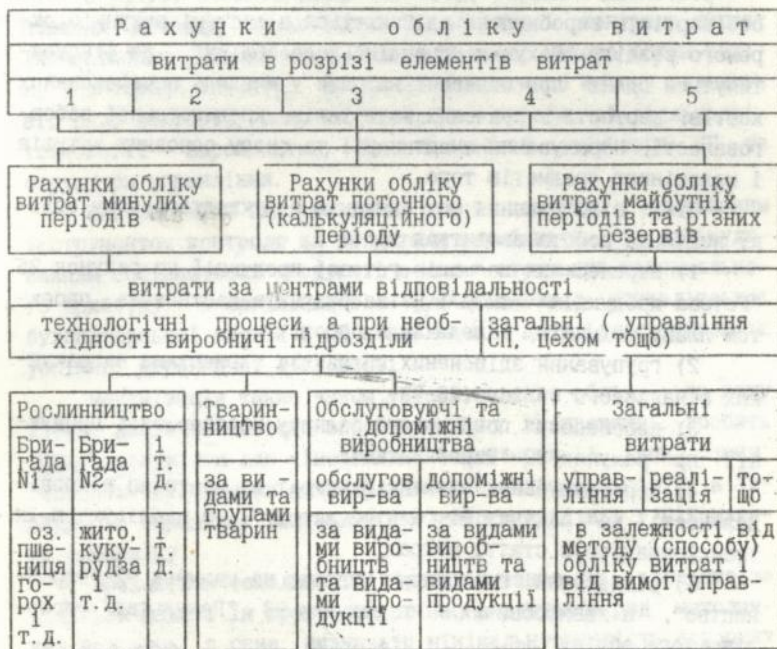 Рахунки обліку витрат
витрати в розрізі елементів витрат
1 2 3 4 5
Рахунки обліку
витрат минулих
періодів
Рахунки обліку
витрат поточного
(калькуляційного)
періоду
Рахунки обліку
витрат майбутніх
періодів та різних
резервів
витрати за центрами відповідальності
технологічні процеси, а при необ-
хідності виробничі підрозділи
загальні ( управління
СП, цехом тощо)
Рослинництво
Бри-
гада
N1
Бри-
гада
N2
і
т.
д.
оз.
пше-
ниця
го-
рох
і
т.д.
жито,
куку-
рудза
і
т.д.
і
т.
д.
Тварин-
ництво
за ви-
дами та
групами
тварин
Обслуговуючі та
допоміжні
виробництва
обслугов
вир-ва
допоміжні
вир-ва
за вида-
ми виро-
бництв
та вида-
ми про-
дукції
за видами
вироб-
ництв та
видами
продукції
Загальні
витрати
управ
ління
реалі
зація
то-
що
в залежності від
методу (способу)
обліку витрат і
від вимог управ-
ління